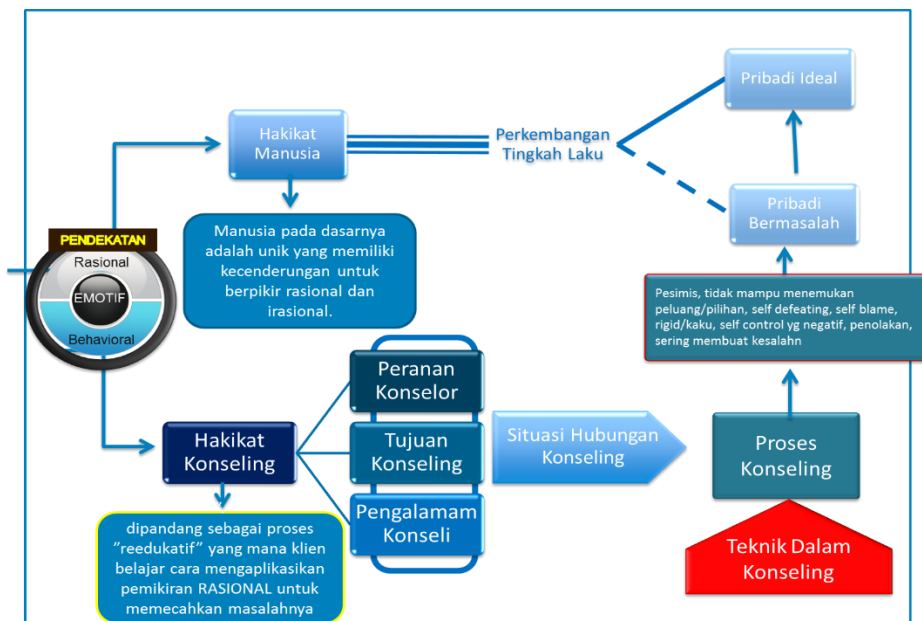 PENDEKATAN
Rasional
EMOTIF
Behavioral
Hakikat
Manusia
Manusia pada dasarnya
adalah unik yang memiliki
kecenderungan untuk
berpikir rasional dan
irasional.
Perkembangan
Tingkah Laku
Pribadi Ideal
Pribadi
Bermasalah
Pesimis, tidak mampu menemukan
peluang/pilihan, self defeating, self blame,
rigid/kaku, self control yg negatif, penolakan,
sering membuat kesalahn
Hakikat
Konseling
dipandang sebagai proses
”reedukatif” yang mana klien
belajar cara mengaplikasikan
pemikiran RASIONAL untuk
memecahkan masalahnya
Peranan
Konselor
Tujuan
Konseling
Pengalamam
Konseli
Situasi Hubungan
Konseling
Proses
Konseling
Teknik Dalam
Konseling